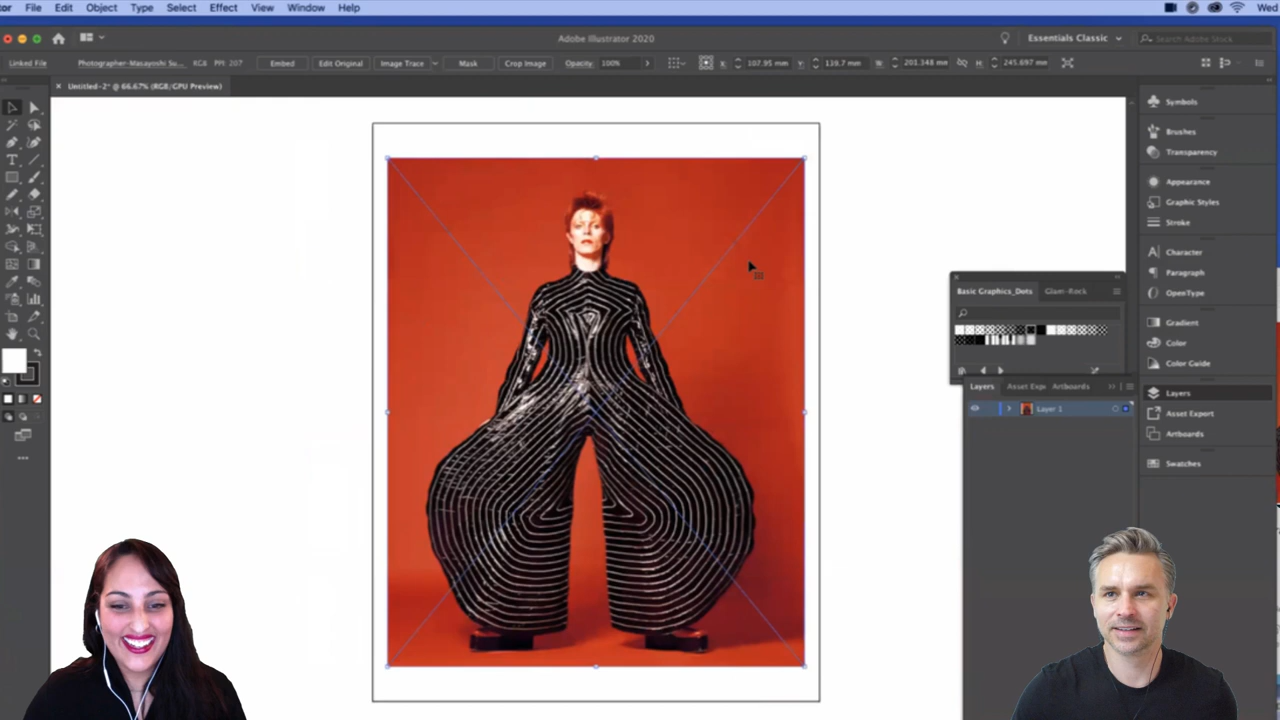 tor File Edit Object Type Select Effect View Window Help Wed
Adobe Illustrator 2020 Essentials Classic Search Adobe Stock
Linked File Photographer-Masayoshi Su... RGB PPI: 207 Embed Edit Original Image Trace Mask Crop Image Opacity: 100% X: 107.95 mm Y: 139.7 mm W: 201.348 mm H: 245.697 mm
× Untitled-2* @ 66.67% (RGB/GPU Preview)
Symbols
Brushes
Transparency
Appearance
Graphic Styles
Stroke
Character
Paragraph
OpenType
Gradient
Color
Color Guide
Layers
Asset Export
Artboards
Swatches
Basic Graphics_Dots Glam-Rock
Layers Asset Expo Artboards
Layer 1